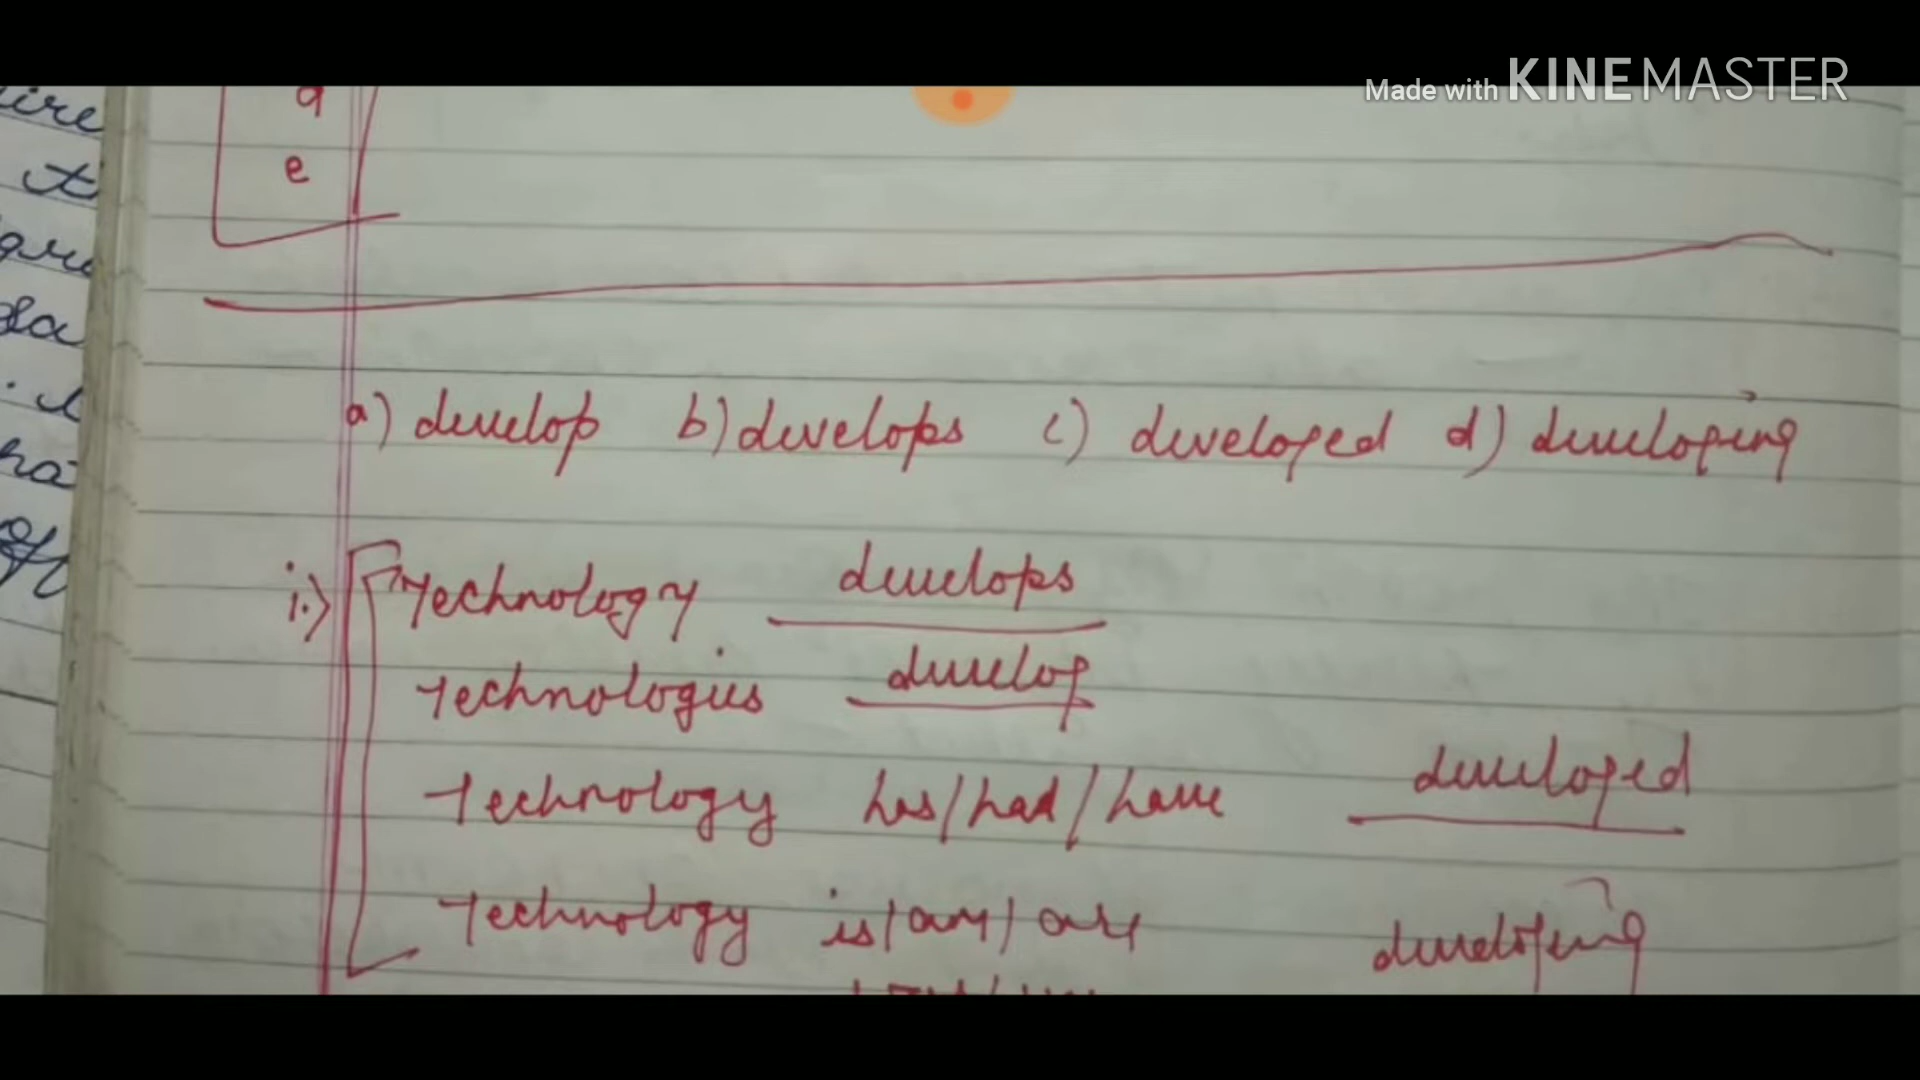 Made with KINEMASTER
ire
e
a) develop b) develops c) developed d) developing
i.) Technology develops
Technologies develop
Technology has/had/have developed
Technology is/am/are developing